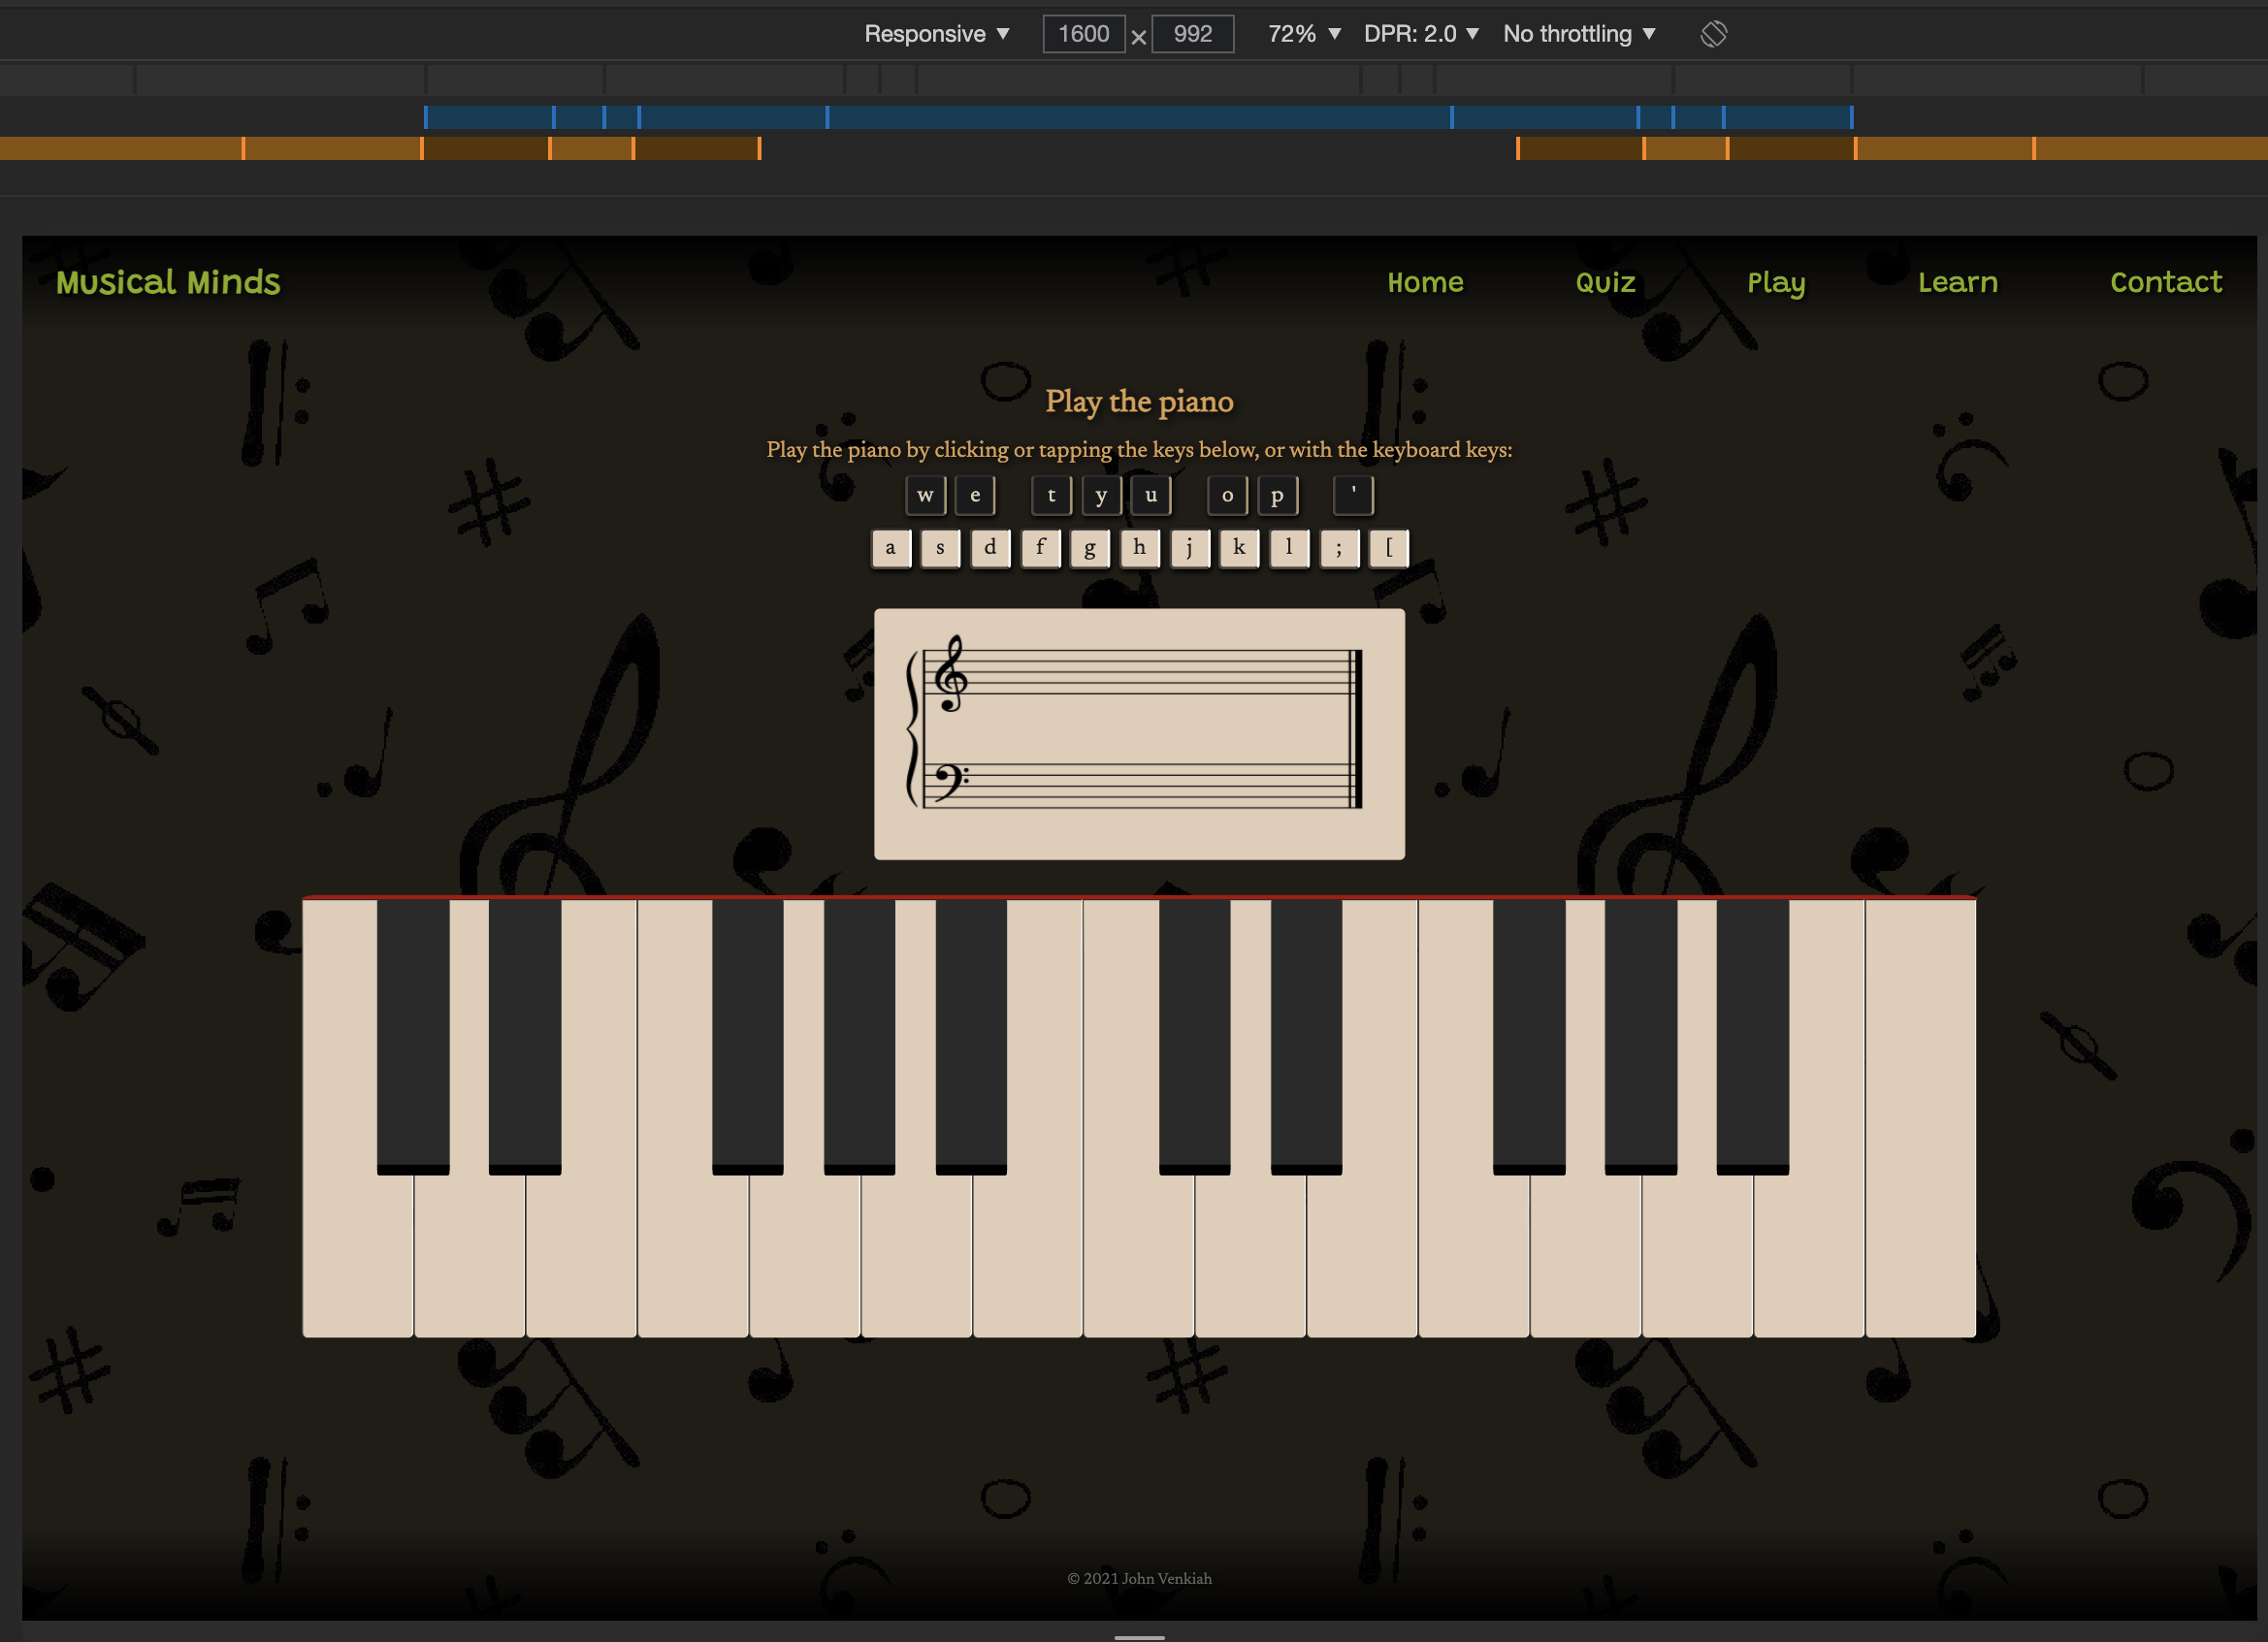 Responsive ▼ 1600 × 992 72% ▼ DPR: 2.0 ▼ No throttling ▼
Musical Minds Home Quiz Play Learn Contact
Play the piano
Play the piano by clicking or tapping the keys below, or with the keyboard keys:
w e t y u o p '
a s d f g h j k l ; [
© 2021 John Venkiah